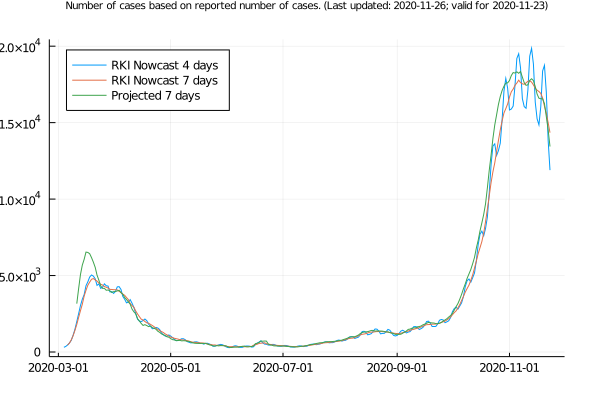 Number of cases based on reported number of cases. (Last updated: 2020-11-26; valid for 2020-11-23)
2.0×10⁴
RKI Nowcast 4 days
RKI Nowcast 7 days
Projected 7 days
1.5×10⁴
1.0×10⁴
5.0×10³
0
2020-03-01 2020-05-01 2020-07-01 2020-09-01 2020-11-01